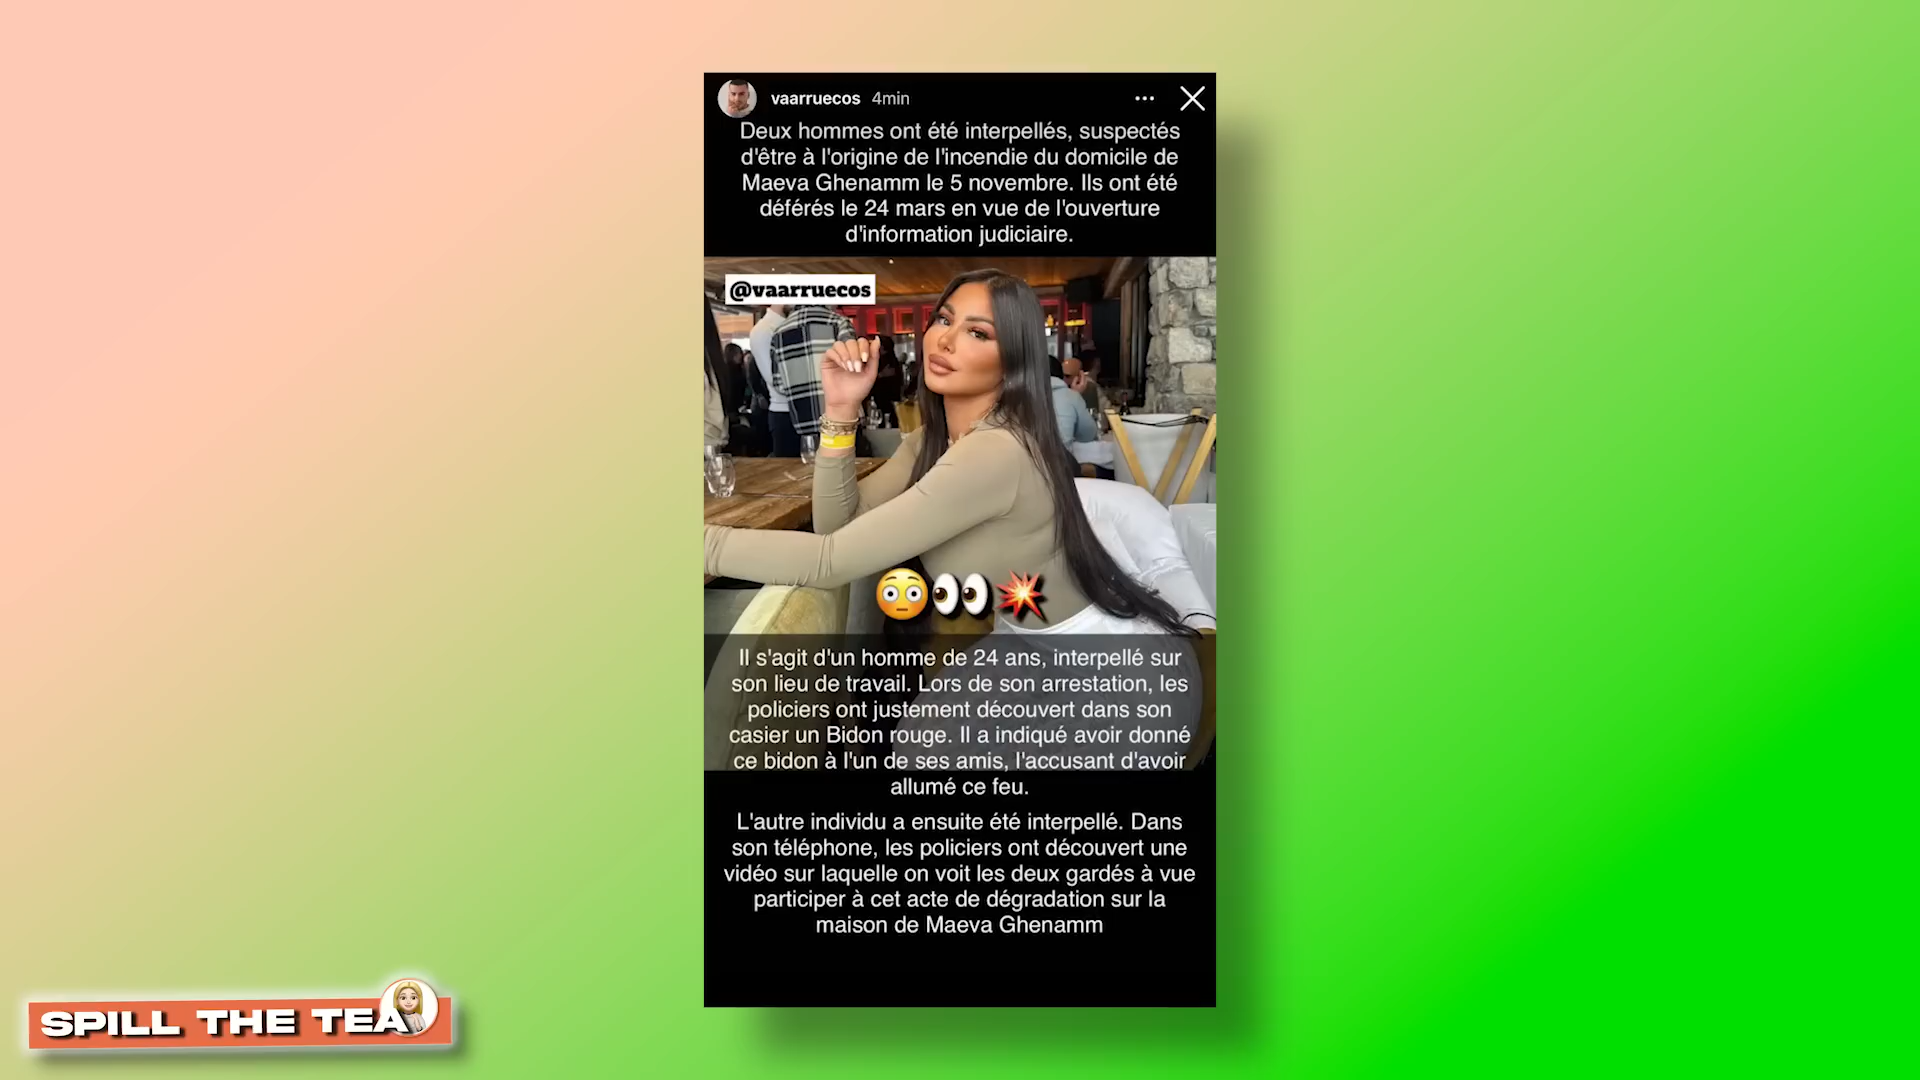 vaarruecos 4min
Deux hommes ont été interpellés, suspectés
d'être à l'origine de l'incendie du domicile de
Maeva Ghenamm le 5 novembre. Ils ont été
déférés le 24 mars en vue de l'ouverture
d'information judiciaire.
@vaarruecos
Il s'agit d'un homme de 24 ans, interpellé sur
son lieu de travail. Lors de son arrestation, les
policiers ont justement découvert dans son
casier un Bidon rouge. Il a indiqué avoir donné
ce bidon à l'un de ses amis, l'accusant d'avoir
allumé ce feu.
L'autre individu a ensuite été interpellé. Dans
son téléphone, les policiers ont découvert une
vidéo sur laquelle on voit les deux gardés à vue
participer à cet acte de dégradation sur la
maison de Maeva Ghenamm
SPILL THE TEA